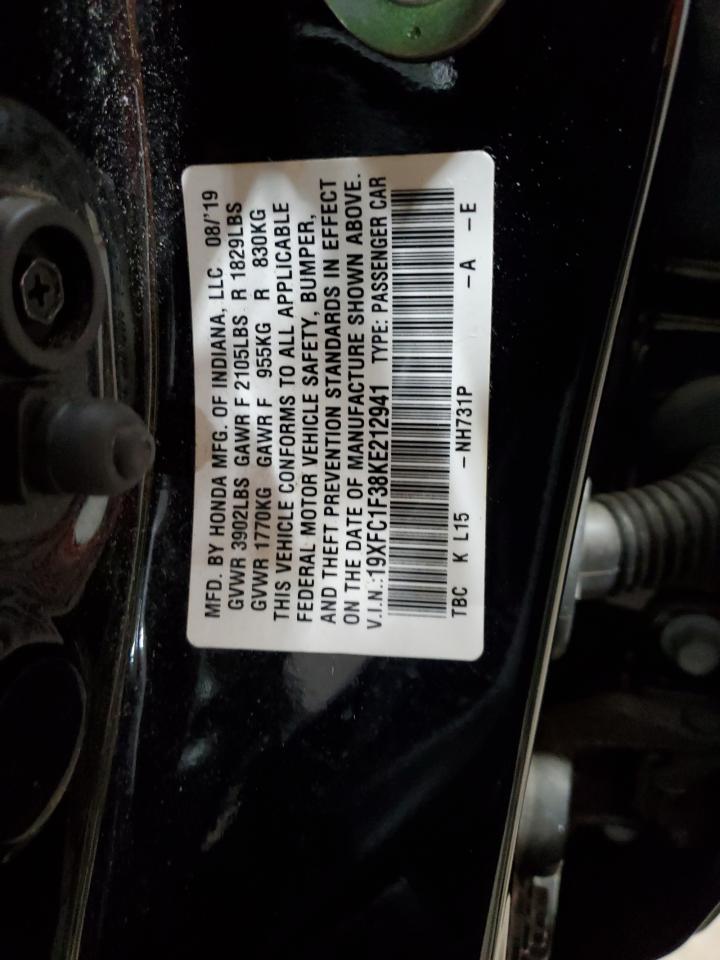 MFD. BY HONDA MFG. OF INDIANA, LLC 08/'19
GVWR 3902LBS GAWR F 2105LBS R 1829LBS
GVWR 1770KG GAWR F 955KG R 830KG
THIS VEHICLE CONFORMS TO ALL APPLICABLE
FEDERAL MOTOR VEHICLE SAFETY, BUMPER,
AND THEFT PREVENTION STANDARDS IN EFFECT
ON THE DATE OF MANUFACTURE SHOWN ABOVE.
V.I.N.:19XFC1F38KE212941 TYPE: PASSENGER CAR
TBC K L15 -NH731P -A -E